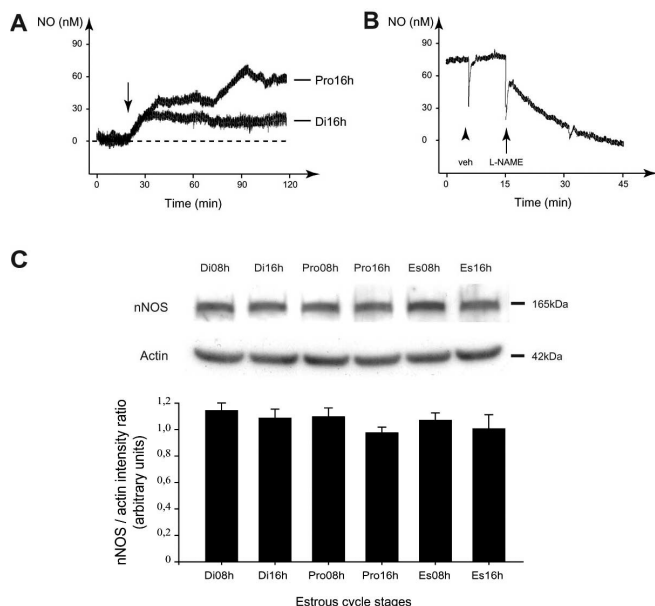 A
NO (nM)
90
60
30
0
Pro16h
Di16h
0 30 60 90 120
Time (min)
B
NO (nM)
90
60
30
0
veh L-NAME
0 15 30 45
Time (min)
C
Di08h Di16h Pro08h Pro16h Es08h Es16h
nNOS 165kDa
Actin 42kDa
nNOS / actin intensity ratio
(arbitrary units)
1,2
1,0
0,8
0,6
0,4
0,2
0
Di08h Di16h Pro08h Pro16h Es08h Es16h
Estrous cycle stages